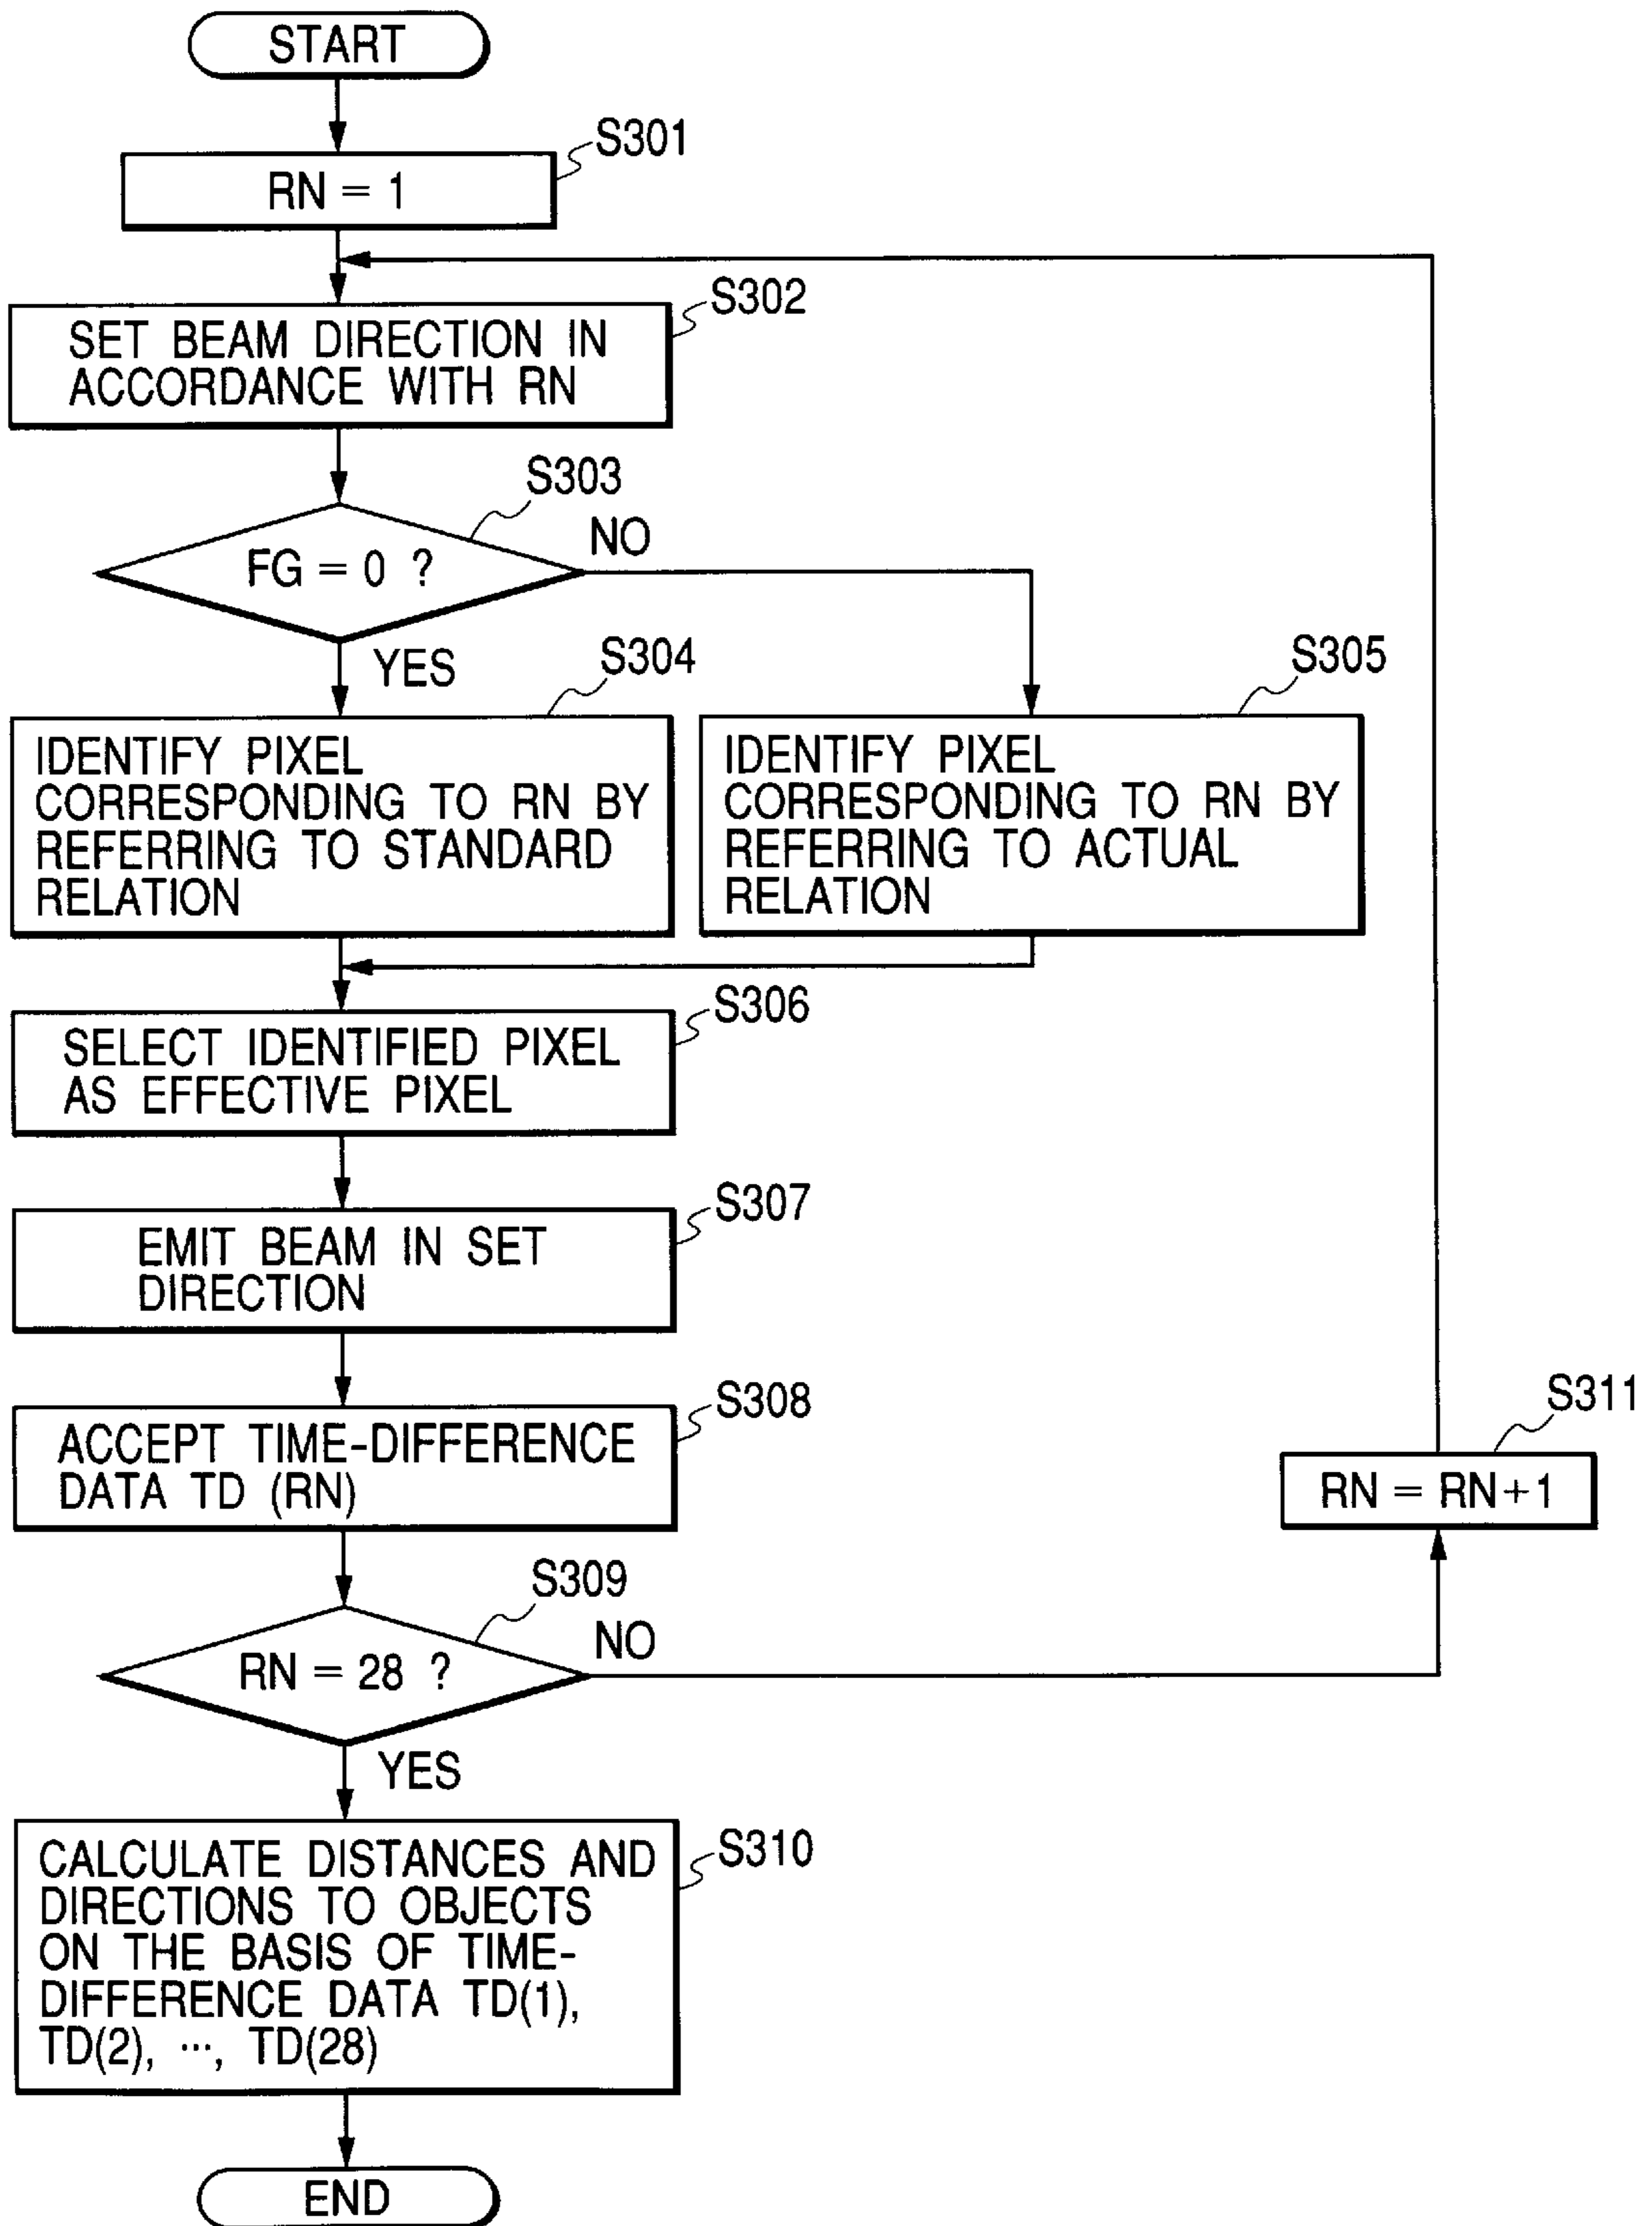 START
S301
RN = 1
S302
SET BEAM DIRECTION IN
ACCORDANCE WITH RN
S303
FG = 0 ?
NO
YES
S304
IDENTIFY PIXEL
CORRESPONDING TO RN BY
REFERRING TO STANDARD
RELATION
S305
IDENTIFY PIXEL
CORRESPONDING TO RN BY
REFERRING TO ACTUAL
RELATION
S306
SELECT IDENTIFIED PIXEL
AS EFFECTIVE PIXEL
S307
EMIT BEAM IN SET
DIRECTION
S308
ACCEPT TIME-DIFFERENCE
DATA TD (RN)
S309
RN = 28 ?
NO
S311
RN = RN+1
YES
S310
CALCULATE DISTANCES AND
DIRECTIONS TO OBJECTS
ON THE BASIS OF TIME-
DIFFERENCE DATA TD(1),
TD(2), ···, TD(28)
END